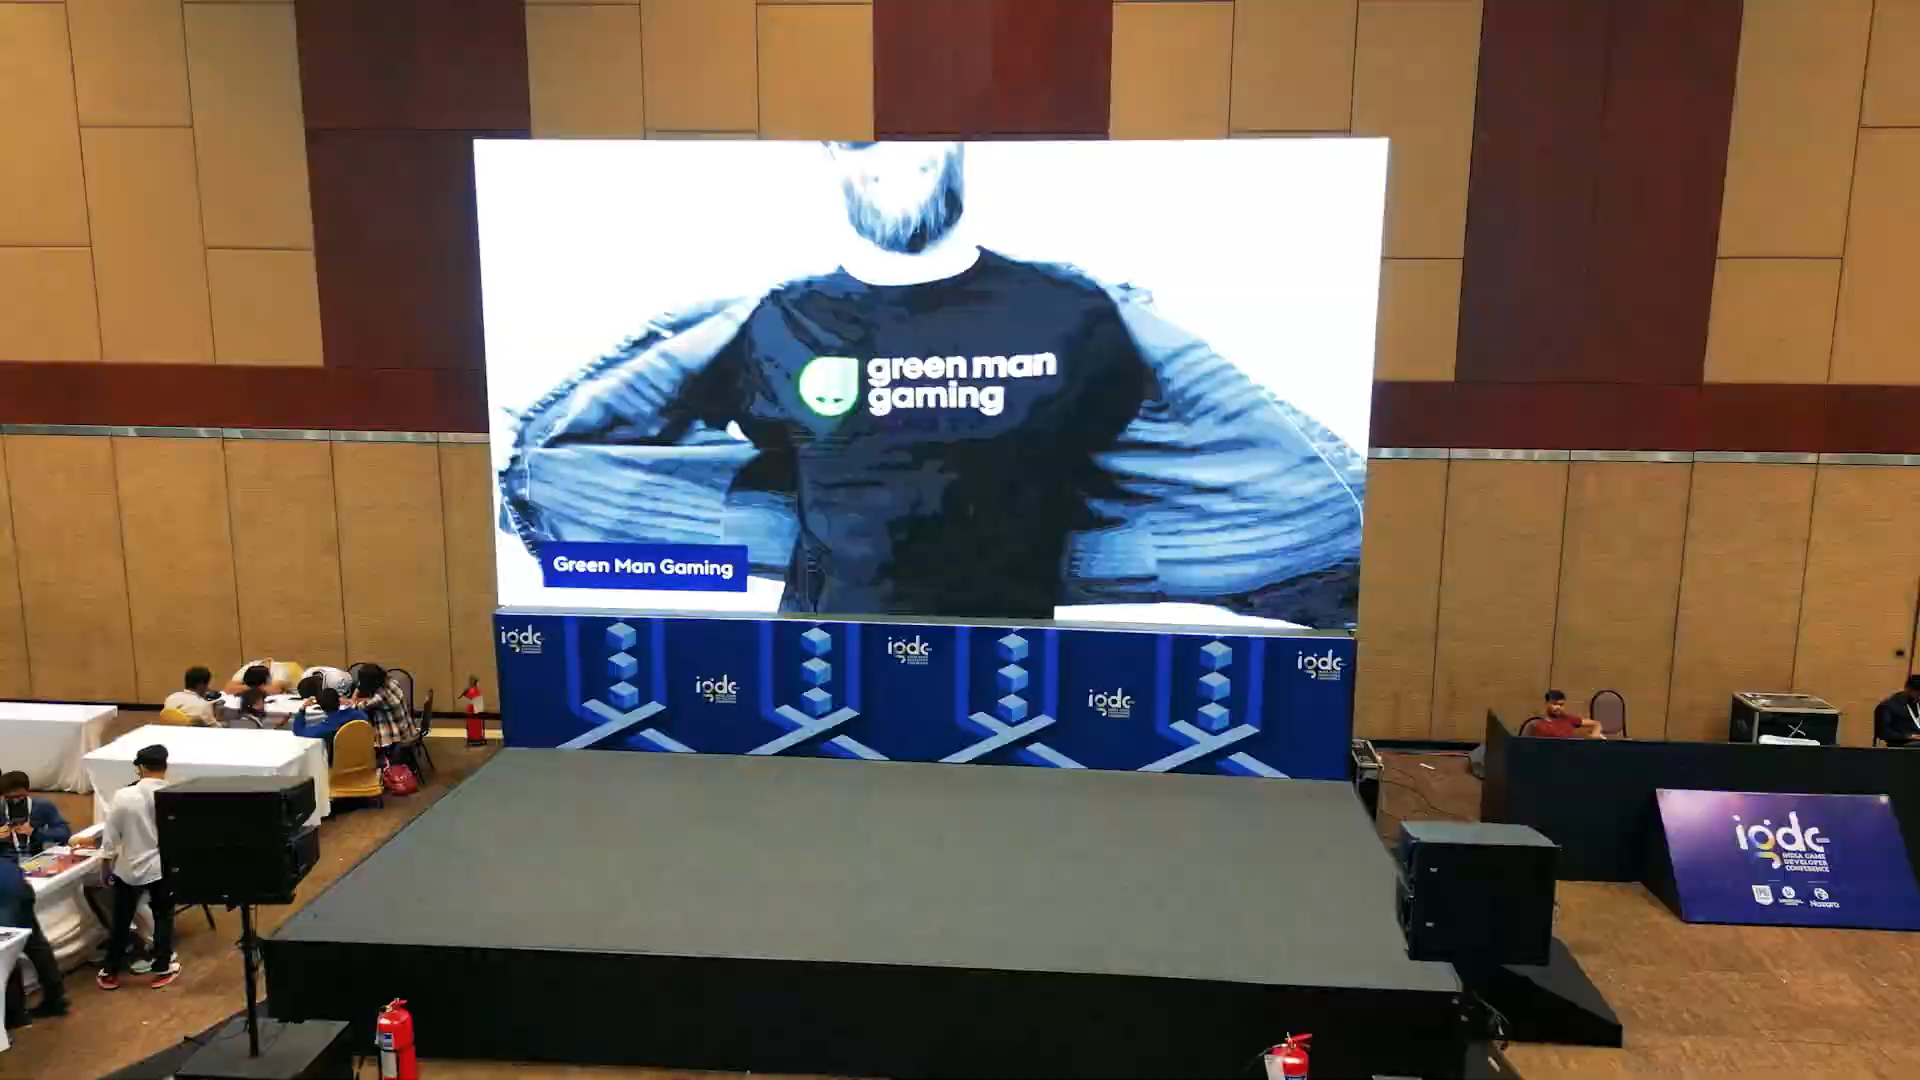 green man
gaming
Green Man Gaming
igdc
igdc
igdc
igdc
igdc
igdc
INDIA GAME
DEVELOPER
CONFERENCE
Nazara